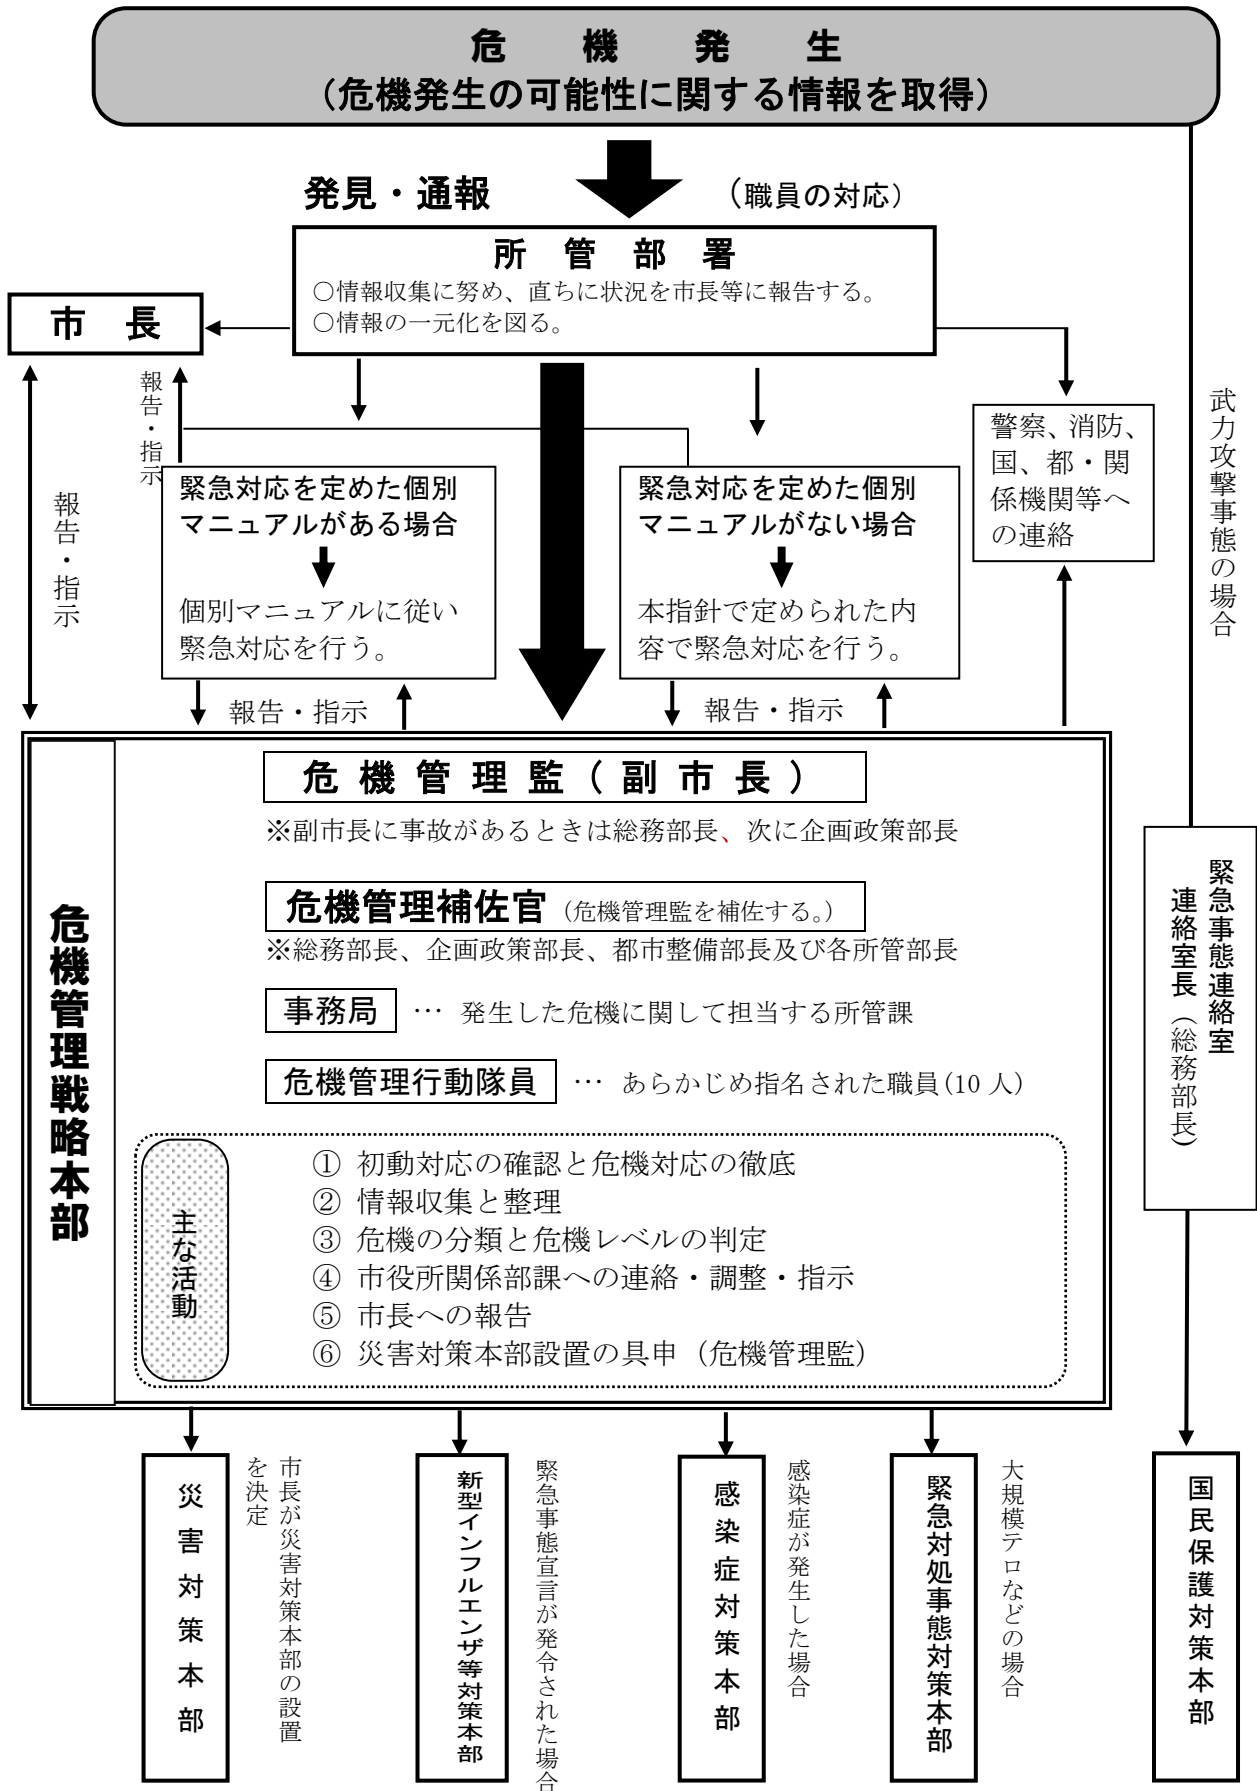 危機発生
（危機発生の可能性に関する情報を取得）
発見・通報
（職員の対応）
所管部署
○情報収集に努め、直ちに状況を市長等に報告する。
○情報の一元化を図る。
市長
報告・指示
報告・指示
緊急対応を定めた個別
マニュアルがある場合
個別マニュアルに従い
緊急対応を行う。
緊急対応を定めた個別
マニュアルがない場合
本指針で定められた内
容で緊急対応を行う。
警察、消防、
国、都・関
係機関等へ
の連絡
武力攻撃事態の場合
報告・指示
報告・指示
危機管理戦略本部
危機管理監（副市長）
※副市長に事故があるときは総務部長、次に企画政策部長
危機管理補佐官（危機管理監を補佐する。）
※総務部長、企画政策部長、都市整備部長及び各所管部長
事務局 … 発生した危機に関して担当する所管課
危機管理行動隊員 … あらかじめ指名された職員(10 人)
主な活動
① 初動対応の確認と危機対応の徹底
② 情報収集と整理
③ 危機の分類と危機レベルの判定
④ 市役所関係部課への連絡・調整・指示
⑤ 市長への報告
⑥ 災害対策本部設置の具申（危機管理監）
緊急事態連絡室
連絡室長（総務部長）
災害対策本部
市長が災害対策本部の設置
を決定
新型インフルエンザ等対策本部
緊急事態宣言が発令された場合
感染症対策本部
感染症が発生した場合
緊急対処事態対策本部
大規模テロなどの場合
国民保護対策本部